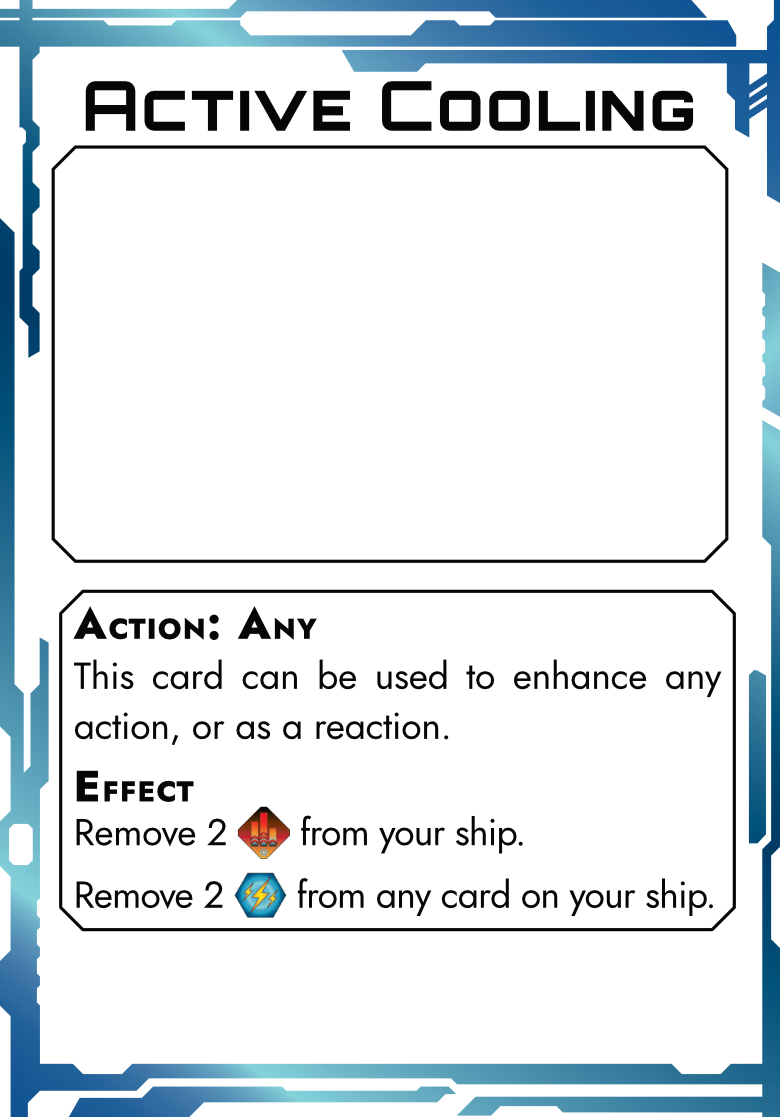 Active Cooling
Action: Any
This card can be used to enhance any
action, or as a reaction.
Effect
Remove 2 from your ship.
Remove 2 from any card on your ship.